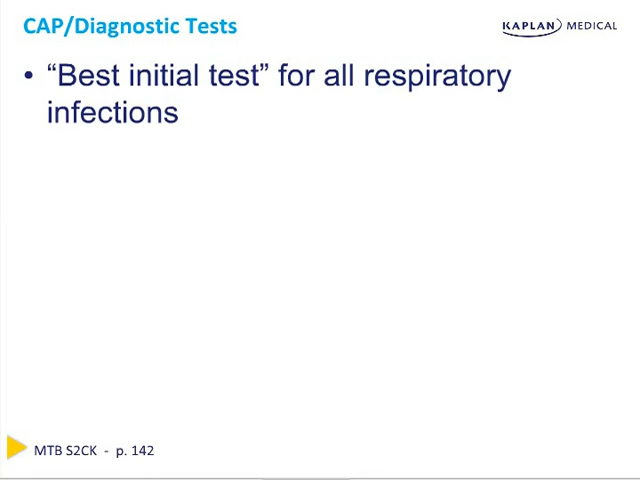 CAP/Diagnostic Tests
KAPLAN MEDICAL
• “Best initial test” for all respiratory
infections
MTB S2CK - p. 142